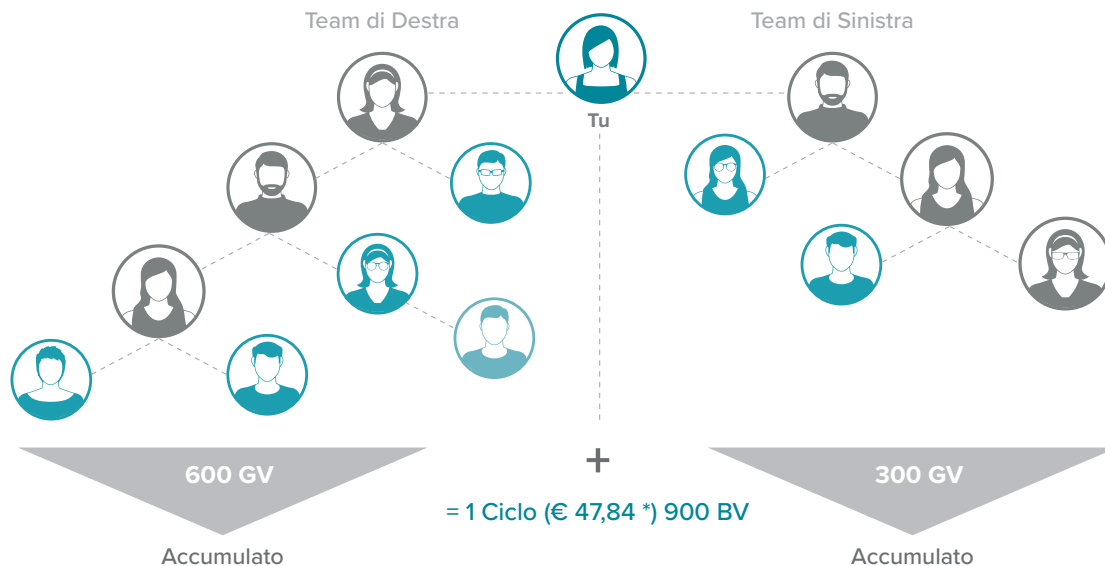 Team di Destra
Team di Sinistra
Tu
600 GV
+
300 GV
= 1 Ciclo (€ 47,84 *) 900 BV
Accumulato
Accumulato